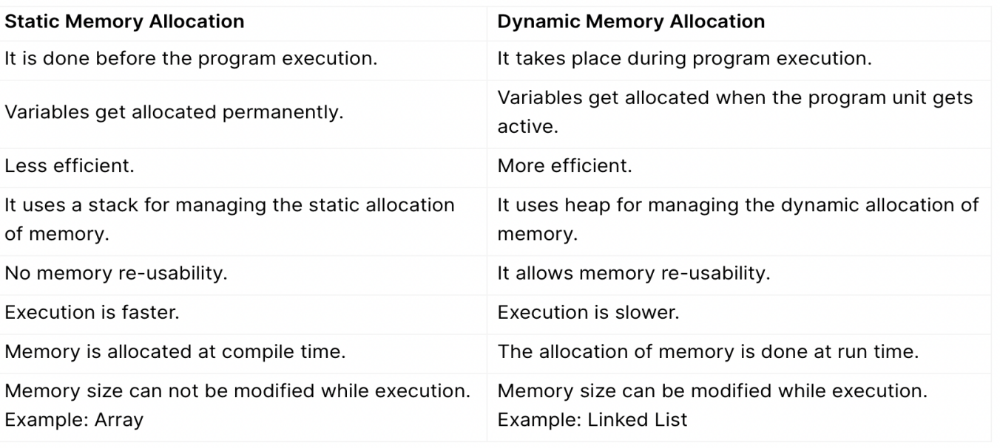 Static Memory Allocation
Dynamic Memory Allocation
It is done before the program execution.
It takes place during program execution.
Variables get allocated permanently.
Variables get allocated when the program unit gets
active.
Less efficient.
More efficient.
It uses a stack for managing the static allocation
of memory.
It uses heap for managing the dynamic allocation of
memory.
No memory re-usability.
It allows memory re-usability.
Execution is faster.
Execution is slower.
Memory is allocated at compile time.
The allocation of memory is done at run time.
Memory size can not be modified while execution.
Example: Array
Memory size can be modified while execution.
Example: Linked List